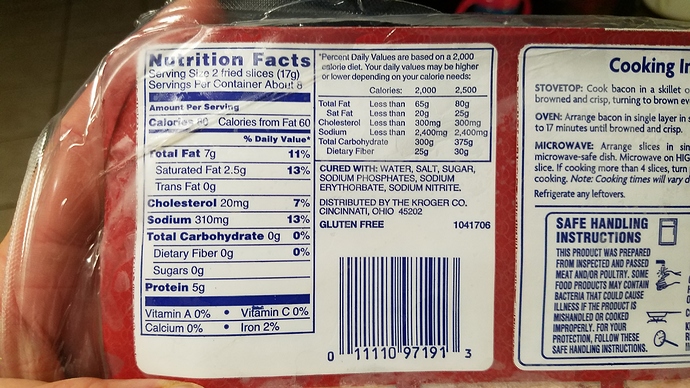 Nutrition Facts
Serving Size 2 fried slices (17g)
Servings Per Container About 8
Amount Per Serving
Calories 80 Calories from Fat 60
% Daily Value*
Total Fat 7g 11%
Saturated Fat 2.5g 13%
Trans Fat 0g
Cholesterol 20mg 7%
Sodium 310mg 13%
Total Carbohydrate 0g 0%
Dietary Fiber 0g 0%
Sugars 0g
Protein 5g
Vitamin A 0% • Vitamin C 0%
Calcium 0% • Iron 2%
*Percent Daily Values are based on a 2,000
calorie diet. Your daily values may be higher
or lower depending on your calorie needs:
Calories: 2,000 2,500
Total Fat Less than 65g 80g
Sat Fat Less than 20g 25g
Cholesterol Less than 300mg 300mg
Sodium Less than 2,400mg 2,400mg
Total Carbohydrate 300g 375g
Dietary Fiber 25g 30g
CURED WITH: WATER, SALT, SUGAR,
SODIUM PHOSPHATES, SODIUM
ERYTHORBATE, SODIUM NITRITE.
DISTRIBUTED BY THE KROGER CO.
CINCINNATI, OHIO 45202
GLUTEN FREE 1041706
0 11110 97191 3
Cooking In
STOVETOP: Cook bacon in a skillet o
browned and crisp, turning to brown ev
OVEN: Arrange bacon in single layer in s
to 17 minutes until browned and crisp.
MICROWAVE: Arrange slices in sin
microwave-safe dish. Microwave on HIG
slice. If cooking more than 4 slices, turn
cooking. Note: Cooking times will vary d
Refrigerate any leftovers.
SAFE HANDLING
INSTRUCTIONS
THIS PRODUCT WAS PREPARED
FROM INSPECTED AND PASSED
MEAT AND/OR POULTRY. SOME
FOOD PRODUCTS MAY CONTAIN
BACTERIA THAT COULD CAUSE
ILLNESS IF THE PRODUCT IS
MISHANDLED OR COOKED
IMPROPERLY. FOR YOUR
PROTECTION, FOLLOW THESE
SAFE HANDLING INSTRUCTIONS.